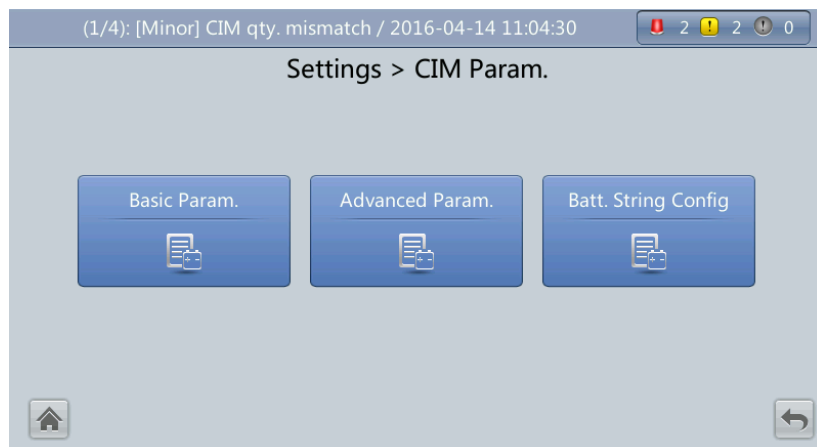 (1/4): [Minor] CIM qty. mismatch / 2016-04-14 11:04:30 2 2 0
Settings > CIM Param.
Basic Param. Advanced Param. Batt. String Config